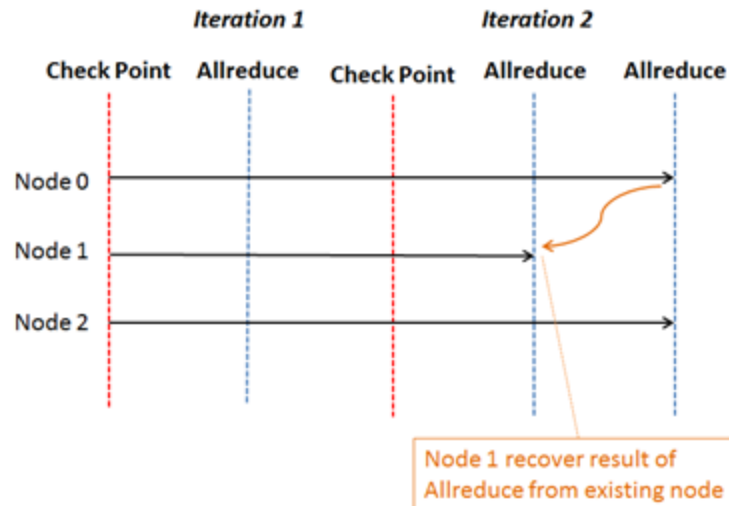 Iteration 1
Iteration 2
Check Point
Allreduce
Check Point
Allreduce
Allreduce
Node 0
Node 1
Node 2
Node 1 recover result of
Allreduce from existing node